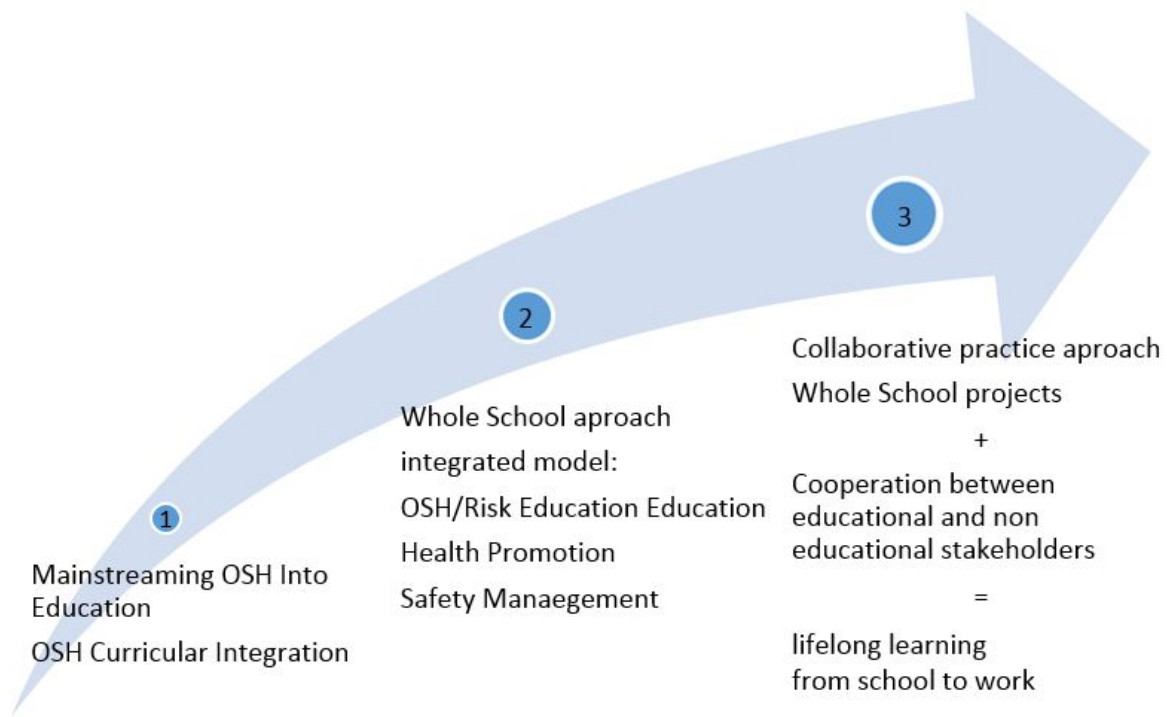 1
Mainstreaming OSH Into
Education
OSH Curricular Integration
2
Whole School aproach
integrated model:
OSH/Risk Education Education
Health Promotion
Safety Manaegement
3
Collaborative practice aproach
Whole School projects
+
Cooperation between
educational and non
educational stakeholders
=
lifelong learning
from school to work